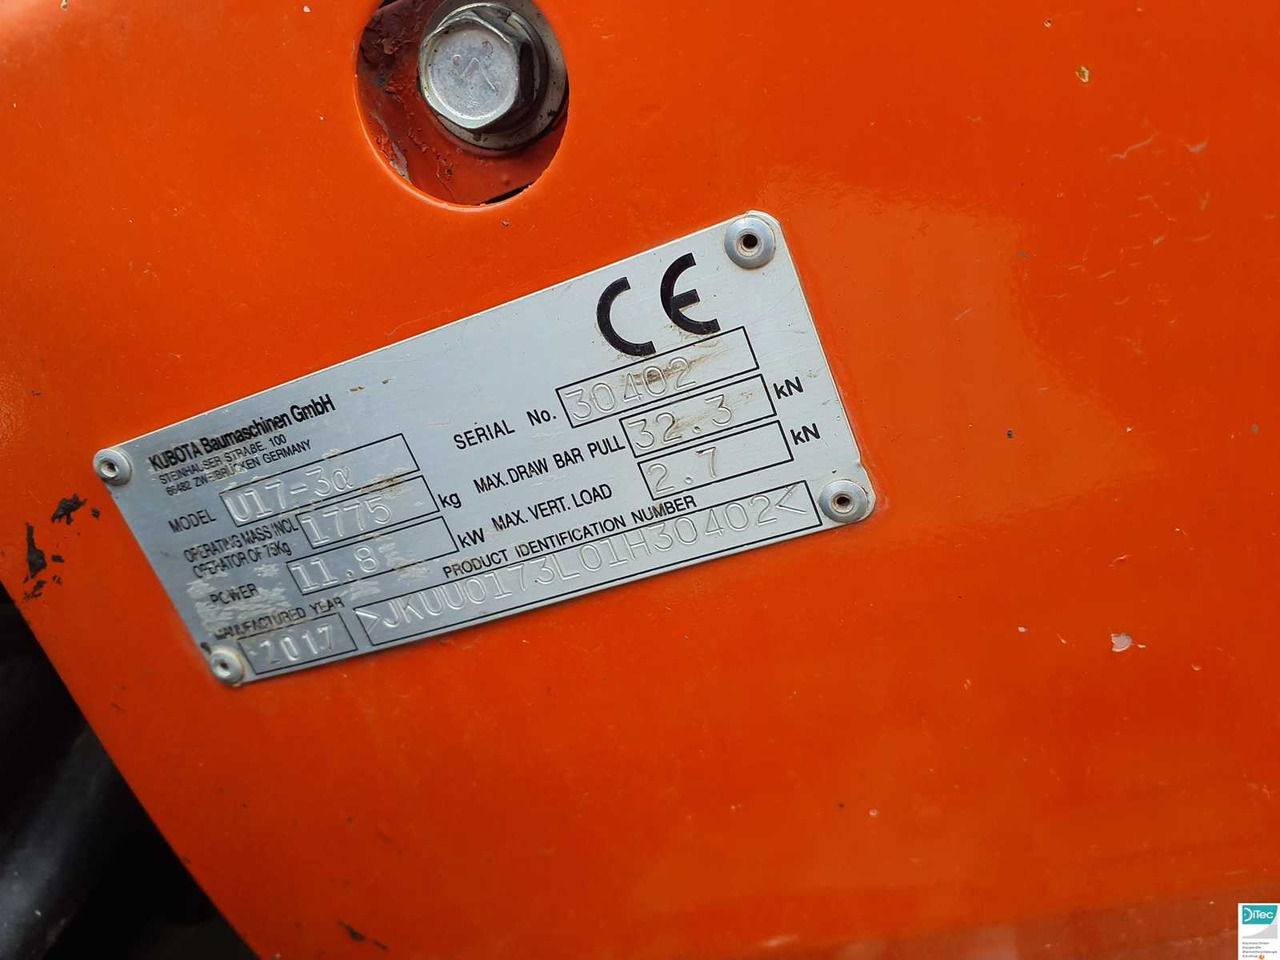 CE
KUBOTA Baumaschinen GmbH
STEINHAUSER STRAßE 100
66482 ZWEIBRÜCKEN GERMANY
MODEL U17-3α
OPERATING MASS INCL.
OPERATOR OF 75Kg 1775 kg
POWER 11.8 kW
MANUFACTURED YEAR
2017
SERIAL No. 30402
MAX. DRAW BAR PULL 32.3 kN
MAX. VERT. LOAD 2.7 kN
PRODUCT IDENTIFICATION NUMBER
>JKUU0173L01H30402<
DiTec